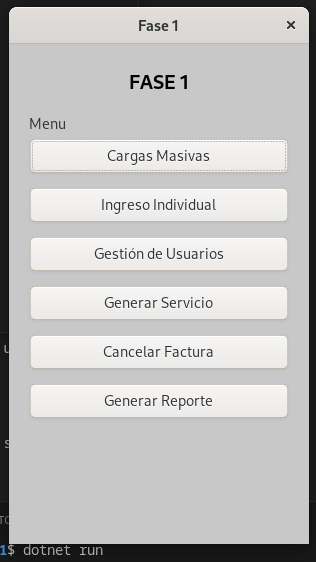 Fase 1
×
FASE 1
Menu
Cargas Masivas
Ingreso Individual
Gestión de Usuarios
Generar Servicio
Cancelar Factura
Generar Reporte
1$ dotnet run